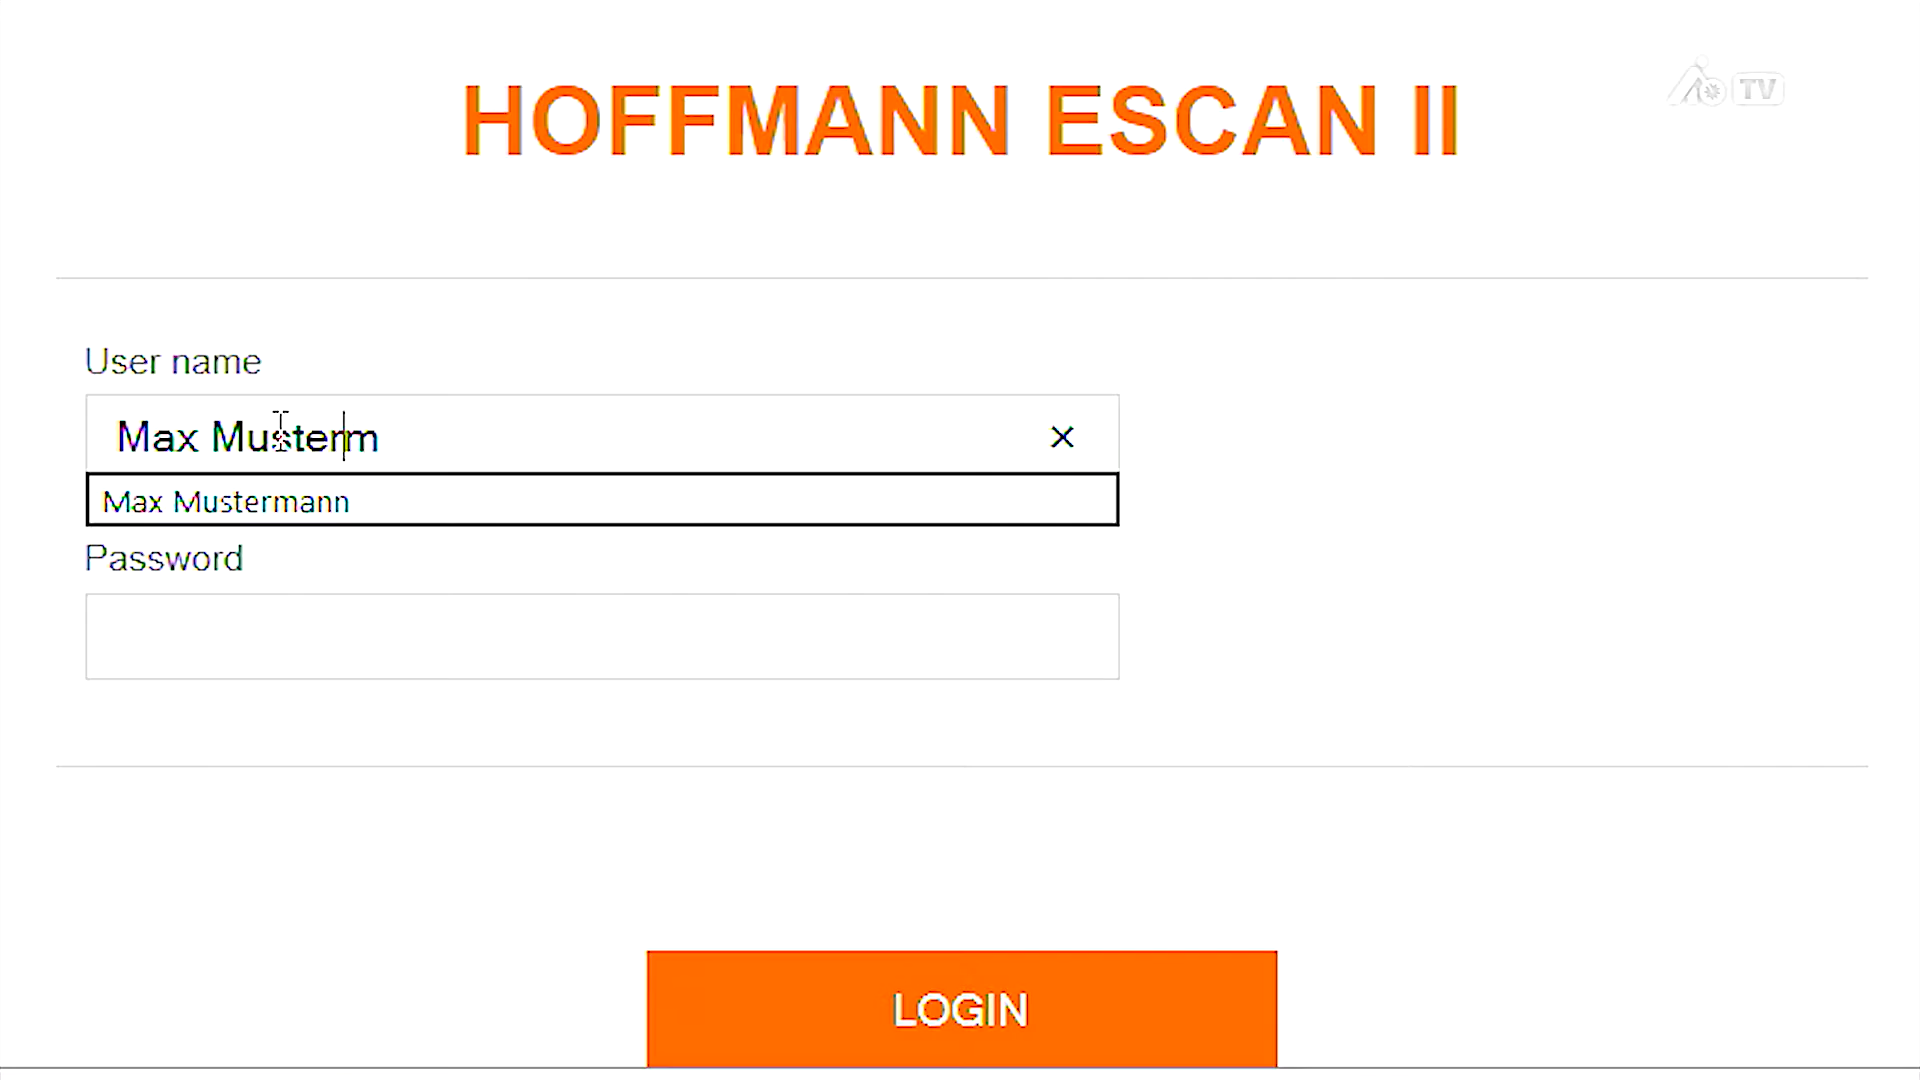 TV
HOFFMANN ESCAN II
User name
Max Musterm
Max Mustermann
Password
LOGIN